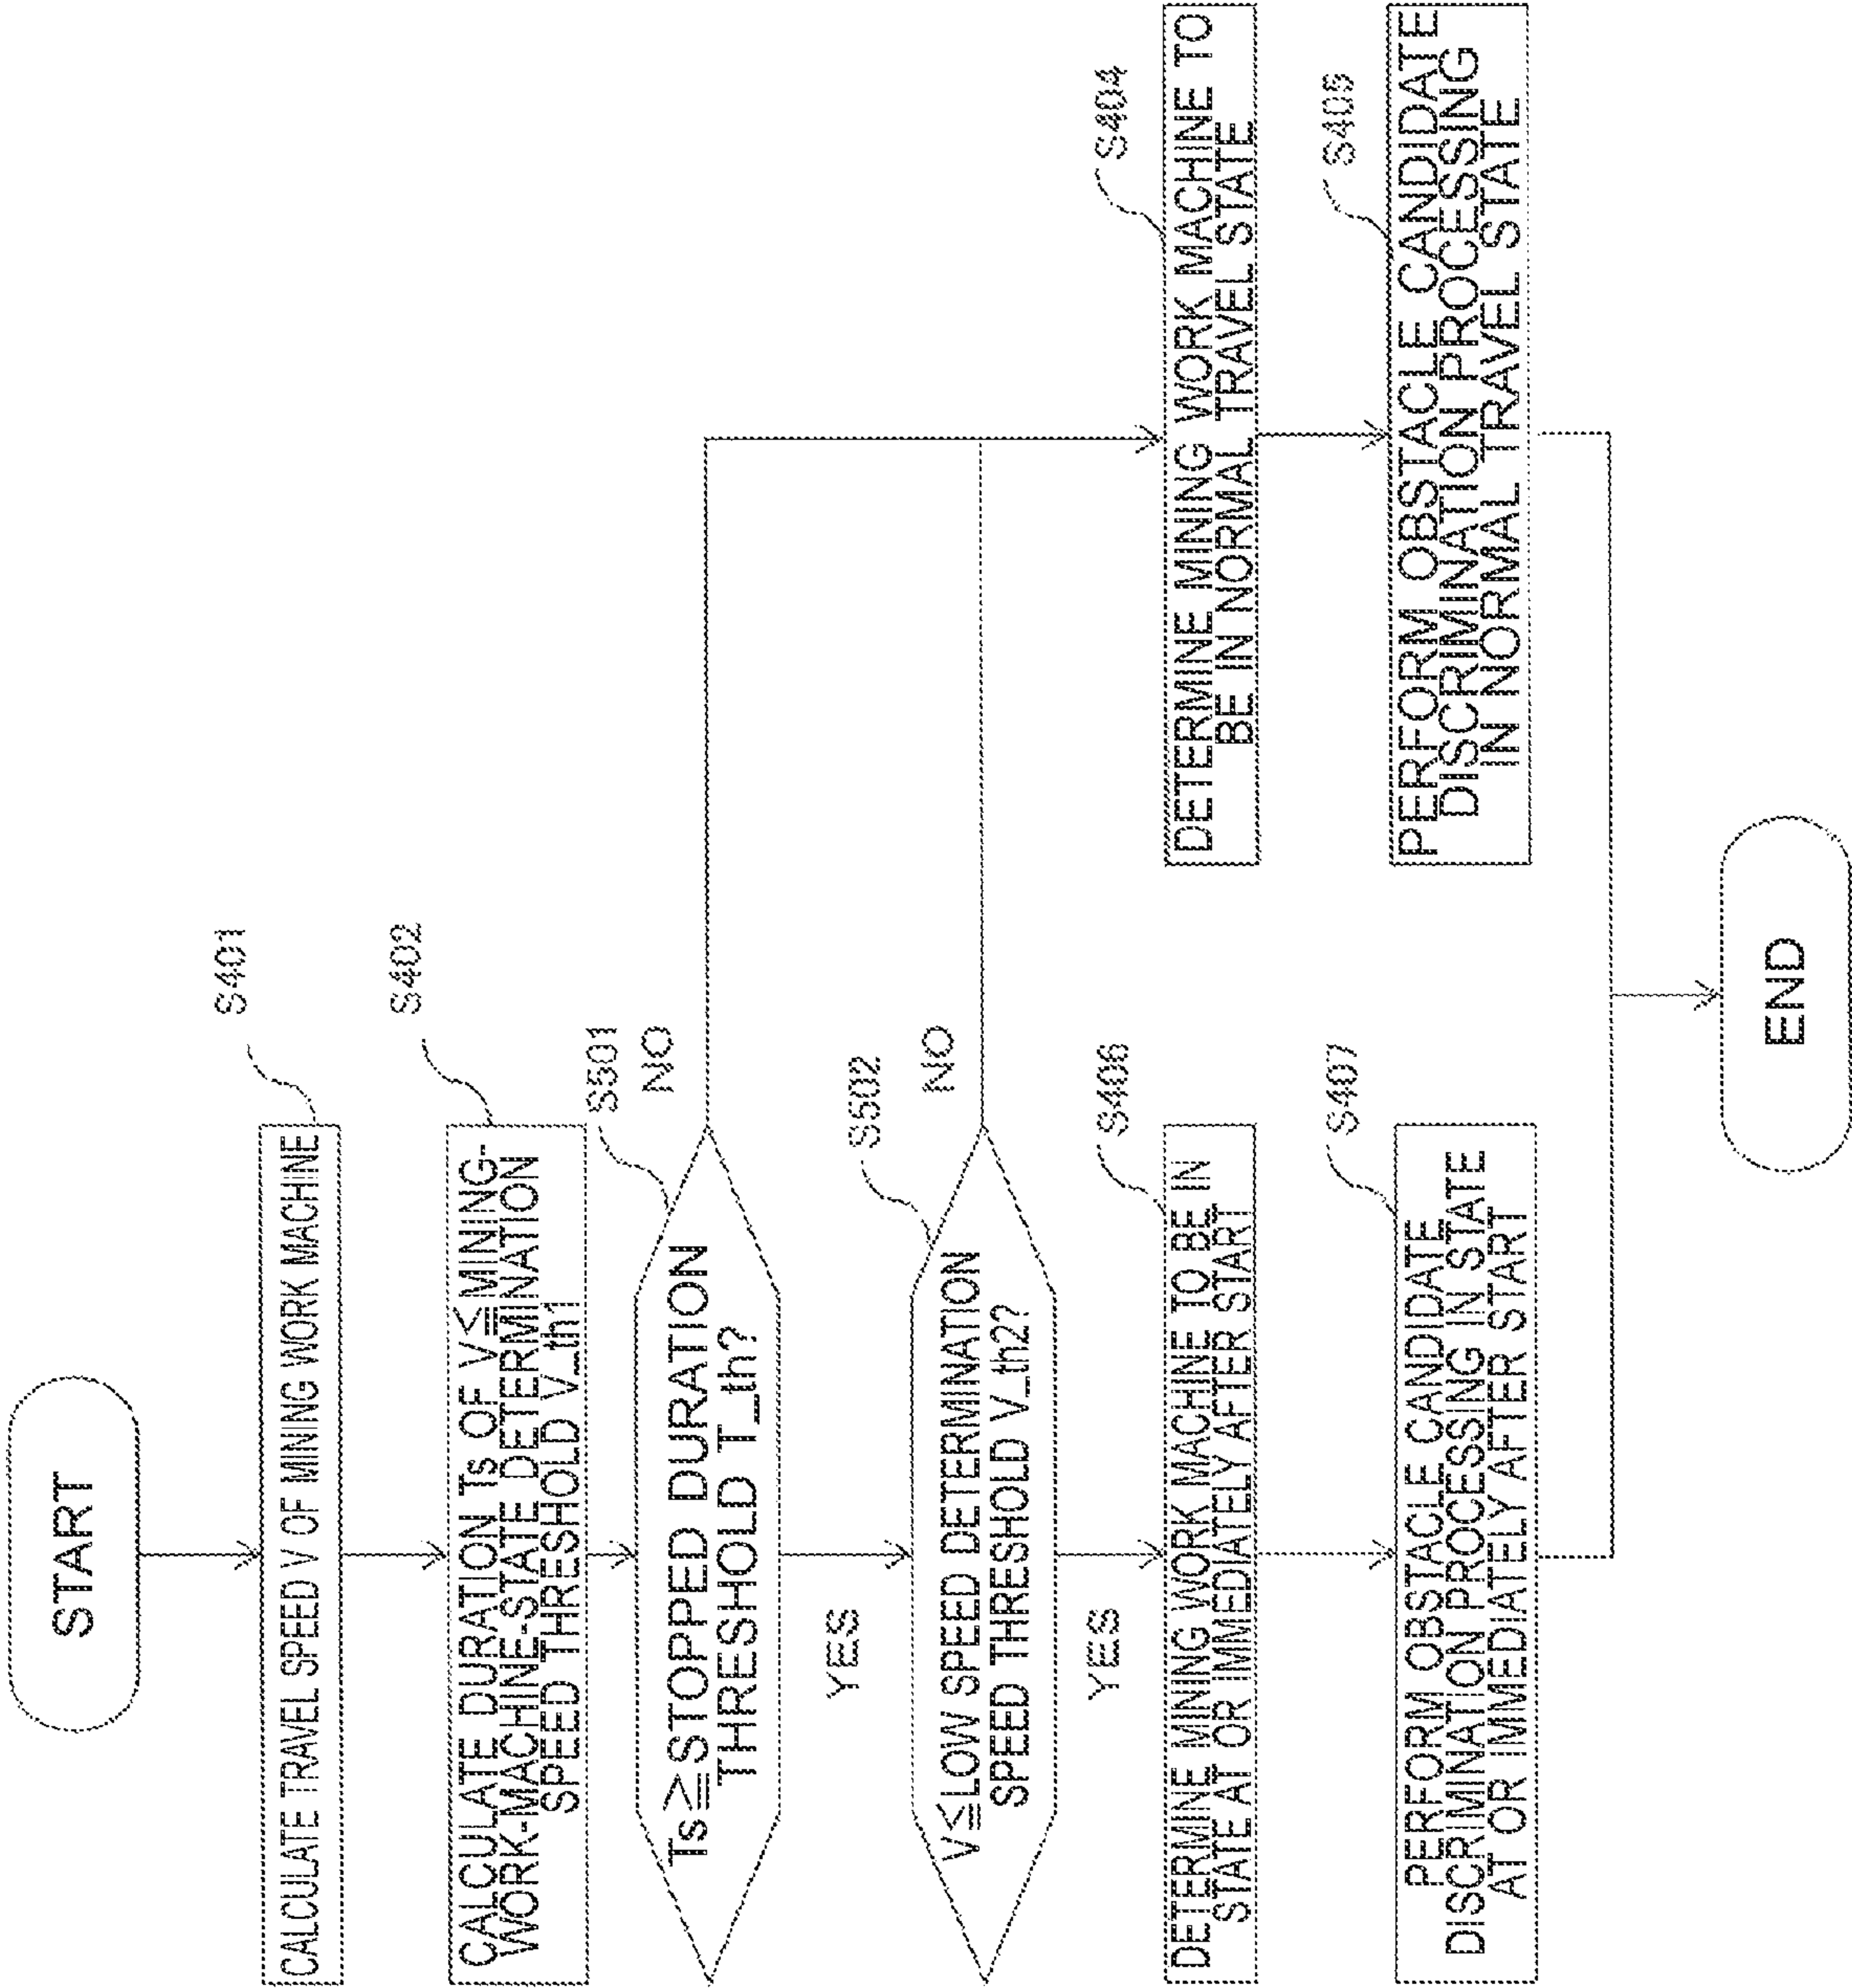 START
S401
CALCULATE TRAVEL SPEED V OF MINING WORK MACHINE
S402
CALCULATE DURATION Ts OF V≦MINING-
WORK-MACHINE-STATE DETERMINATION
SPEED THRESHOLD V_th1
S501
Ts≧STOPPED DURATION
THRESHOLD T_th?
NO
YES
S502
V≦LOW SPEED DETERMINATION
SPEED THRESHOLD V_th2?
NO
YES
S406
DETERMINE MINING WORK MACHINE TO BE IN
STATE AT OR IMMEDIATELY AFTER START
S407
PERFORM OBSTACLE CANDIDATE
DISCRIMINATION PROCESSING IN STATE
AT OR IMMEDIATELY AFTER START
S404
DETERMINE MINING WORK MACHINE TO
BE IN NORMAL TRAVEL STATE
S405
PERFORM OBSTACLE CANDIDATE
DISCRIMINATION PROCESSING
IN NORMAL TRAVEL STATE
END